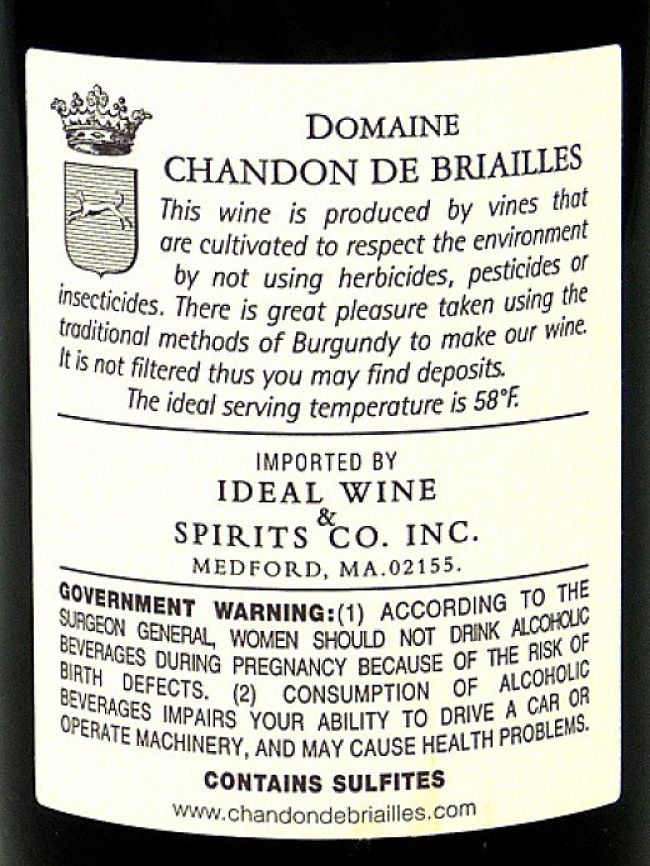 DOMAINE
CHANDON DE BRIAILLES
This wine is produced by vines that
are cultivated to respect the environment
by not using herbicides, pesticides or
insecticides. There is great pleasure taken using the
traditional methods of Burgundy to make our wine.
It is not filtered thus you may find deposits.
The ideal serving temperature is 58°F.
IMPORTED BY
IDEAL WINE
&
SPIRITS CO. INC.
MEDFORD, MA.02155.
GOVERNMENT WARNING:(1) ACCORDING TO THE
SURGEON GENERAL, WOMEN SHOULD NOT DRINK ALCOHOLIC
BEVERAGES DURING PREGNANCY BECAUSE OF THE RISK OF
BIRTH DEFECTS. (2) CONSUMPTION OF ALCOHOLIC
BEVERAGES IMPAIRS YOUR ABILITY TO DRIVE A CAR OR
OPERATE MACHINERY, AND MAY CAUSE HEALTH PROBLEMS.
CONTAINS SULFITES
www.chandondebriailles.com